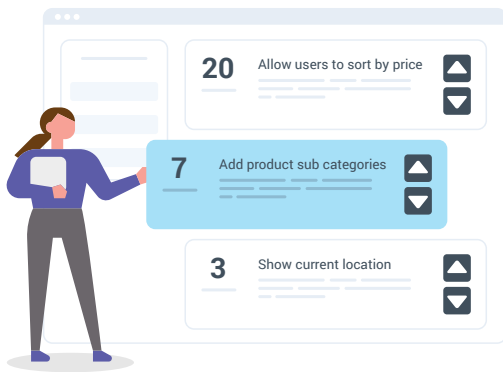 20
Allow users to sort by price
7
Add product sub categories
3
Show current location